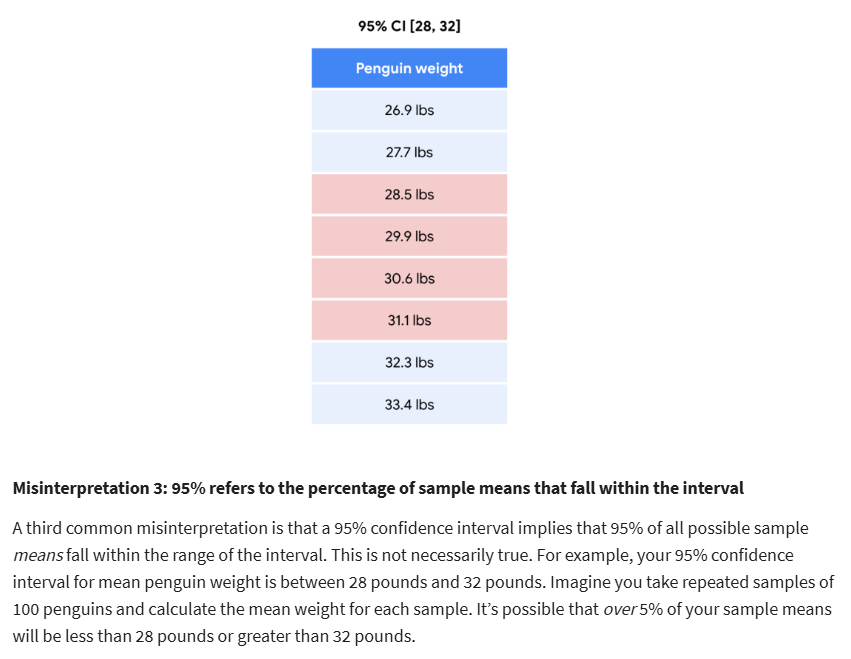 95% CI [28, 32]
Penguin weight
26.9 lbs
27.7 lbs
28.5 lbs
29.9 lbs
30.6 lbs
31.1 lbs
32.3 lbs
33.4 lbs
Misinterpretation 3: 95% refers to the percentage of sample means that fall within the interval
A third common misinterpretation is that a 95% confidence interval implies that 95% of all possible sample
means fall within the range of the interval. This is not necessarily true. For example, your 95% confidence
interval for mean penguin weight is between 28 pounds and 32 pounds. Imagine you take repeated samples of
100 penguins and calculate the mean weight for each sample. It’s possible that over 5% of your sample means
will be less than 28 pounds or greater than 32 pounds.